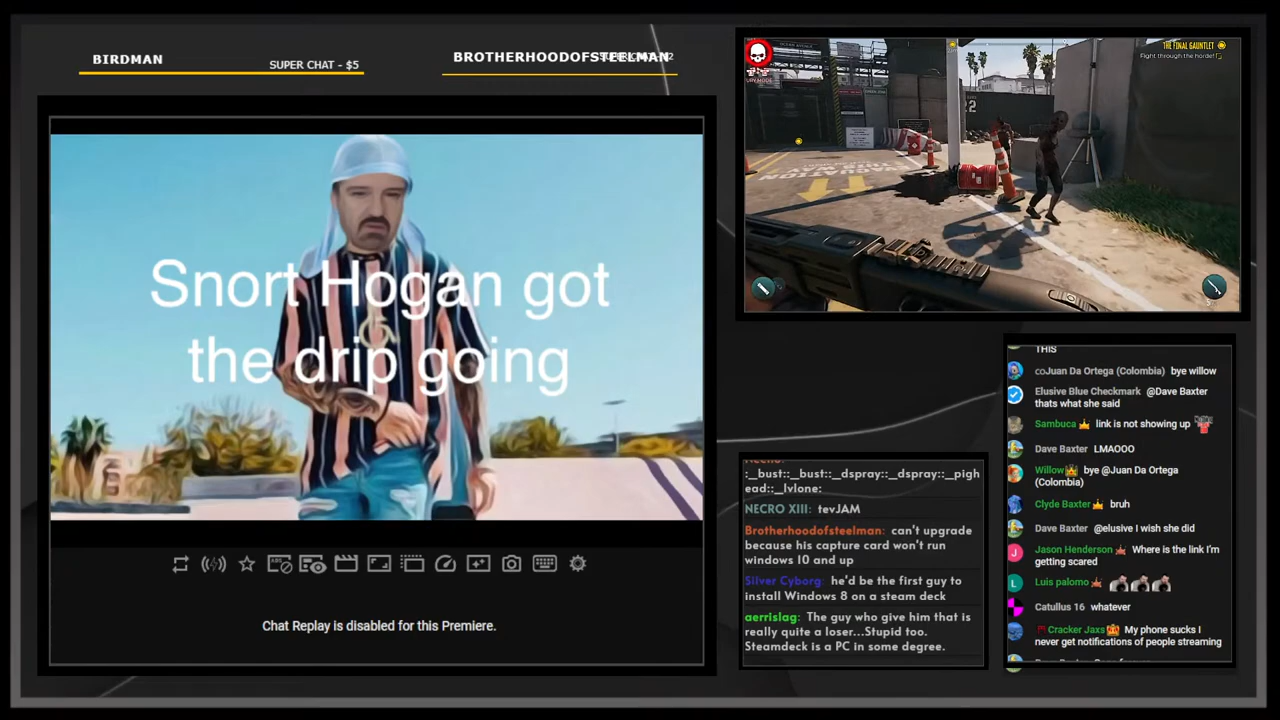 BIRDMAN
SUPER CHAT - $5
BROTHERHOODOFSTEELMAN
Snort Hogan got
the drip going
Chat Replay is disabled for this Premiere.
THE FINAL GAUNTLET
Fight through the horde!
22
EVACUATION
THIS WAY
:_bust::_bust::_dspray::_dspray::_pigh
ead::_lvlone:
NECRO XIII: tevJAM
Brotherhoodofsteelman: can't upgrade
because his capture card won't run
windows 10 and up
Silver Cyborg: he'd be the first guy to
install Windows 8 on a steam deck
aerrislag: The guy who give him that is
really quite a loser...Stupid too.
Steamdeck is a PC in some degree.
THIS
coJuan Da Ortega (Colombia) bye willow
Elusive Blue Checkmark @Dave Baxter
thats what she said
Sambuca link is not showing up
Dave Baxter LMAOOO
Willow bye @Juan Da Ortega
(Colombia)
Clyde Baxter bruh
Dave Baxter @elusive I wish she did
Jason Henderson Where is the link I'm
getting scared
Luis palomo
Catullus 16 whatever
Cracker Jaxs My phone sucks I
never get notifications of people streaming